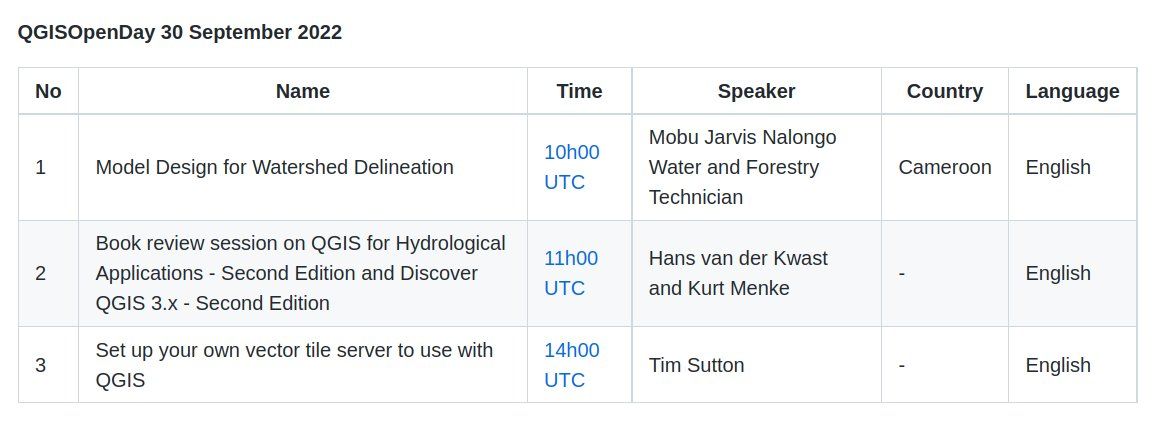 QGISOpenDay 30 September 2022
No Name Time Speaker Country Language
1 Model Design for Watershed Delineation 10h00 UTC Mobu Jarvis Nalongo Water and Forestry Technician Cameroon English
2 Book review session on QGIS for Hydrological Applications - Second Edition and Discover QGIS 3.x - Second Edition 11h00 UTC Hans van der Kwast and Kurt Menke - English
3 Set up your own vector tile server to use with QGIS 14h00 UTC Tim Sutton - English